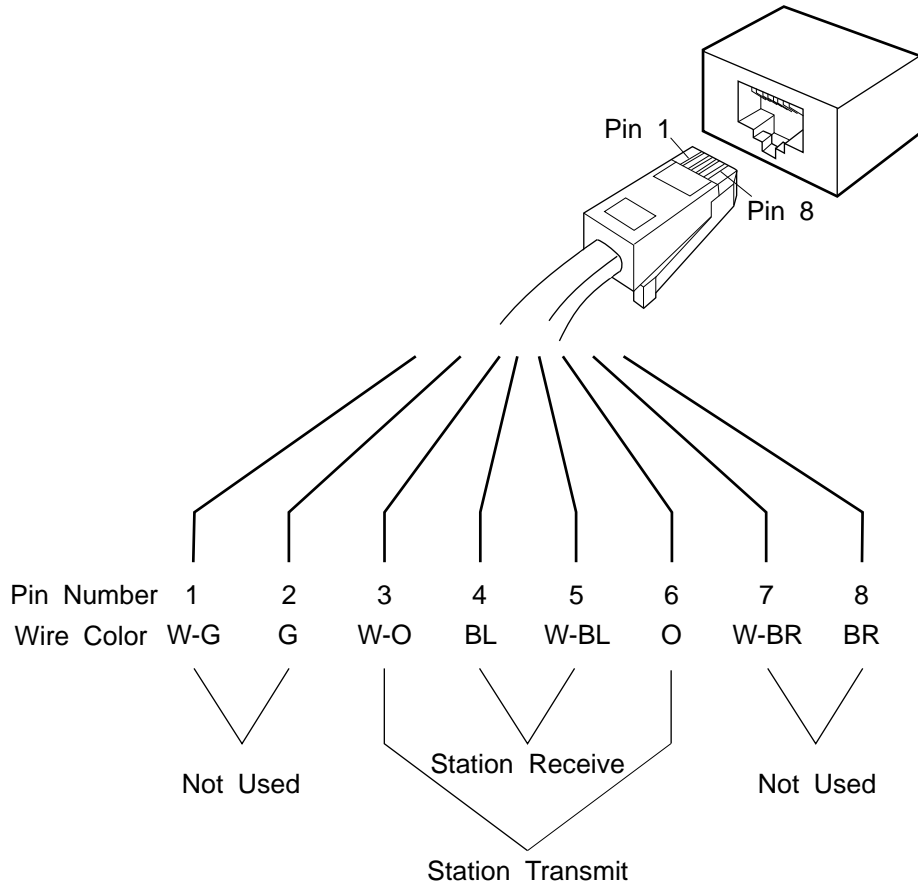 Pin 1
Pin 8
Pin Number 1 2 3 4 5 6 7 8
Wire Color W-G G W-O BL W-BL O W-BR BR
Station Receive
Not Used Not Used
Station Transmit